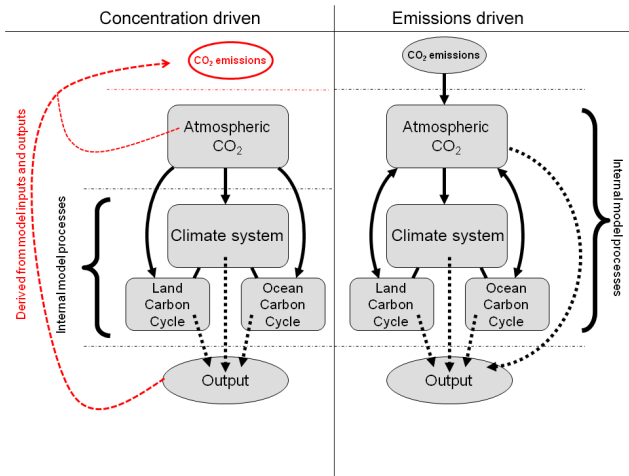 Concentration driven
Emissions driven
CO₂ emissions
CO₂ emissions
Atmospheric
CO₂
Atmospheric
CO₂
Derived from model inputs and outputs
Internal model processes
Internal model processes
Climate system
Climate system
Land
Carbon
Cycle
Ocean
Carbon
Cycle
Land
Carbon
Cycle
Ocean
Carbon
Cycle
Output
Output